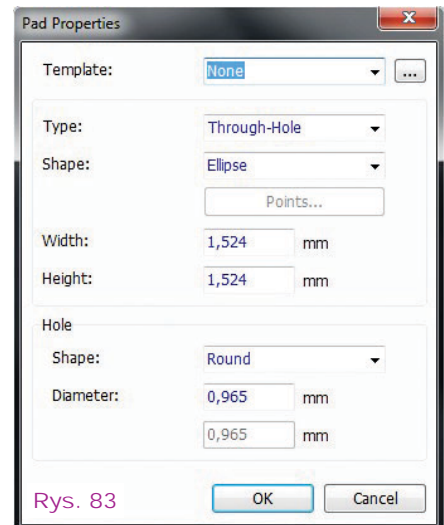 Pad Properties
Template: None ...
Type: Through-Hole
Shape: Ellipse
Points...
Width: 1,524 mm
Height: 1,524 mm
Hole
Shape: Round
Diameter: 0,965 mm
0,965 mm
Rys. 83 OK Cancel